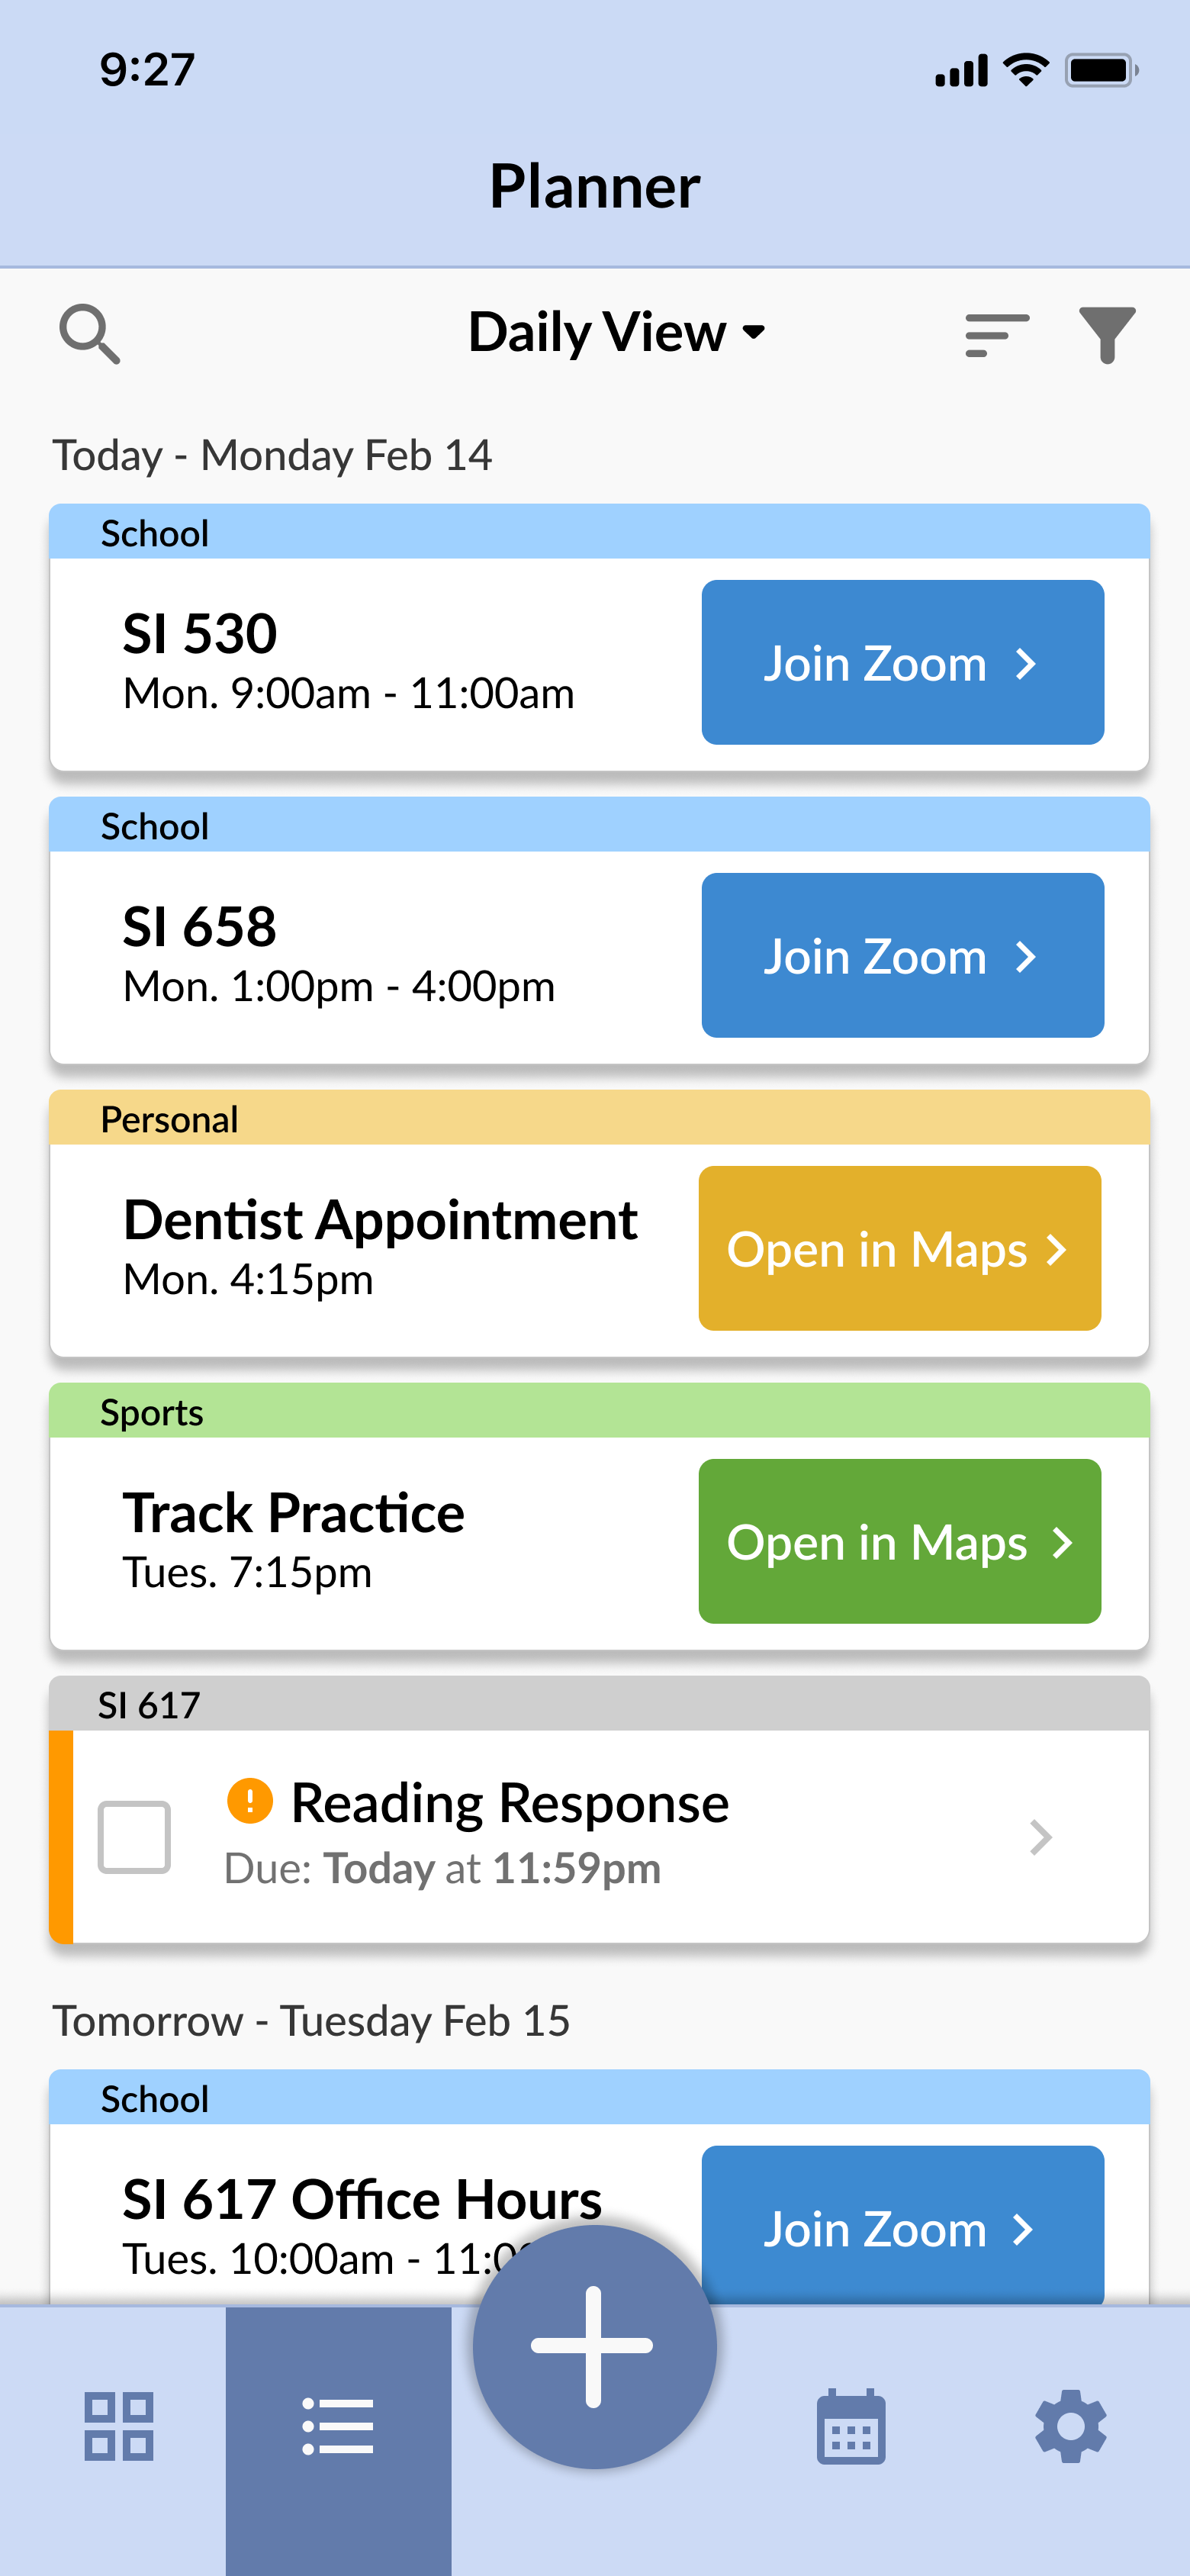 9:27
Planner
Daily View
Today - Monday Feb 14
School
SI 530
Mon. 9:00am - 11:00am
Join Zoom
School
SI 658
Mon. 1:00pm - 4:00pm
Join Zoom
Personal
Dentist Appointment
Mon. 4:15pm
Open in Maps
Sports
Track Practice
Tues. 7:15pm
Open in Maps
SI 617
Reading Response
Due: Today at 11:59pm
Tomorrow - Tuesday Feb 15
School
SI 617 Office Hours
Tues. 10:00am -
Join Zoom